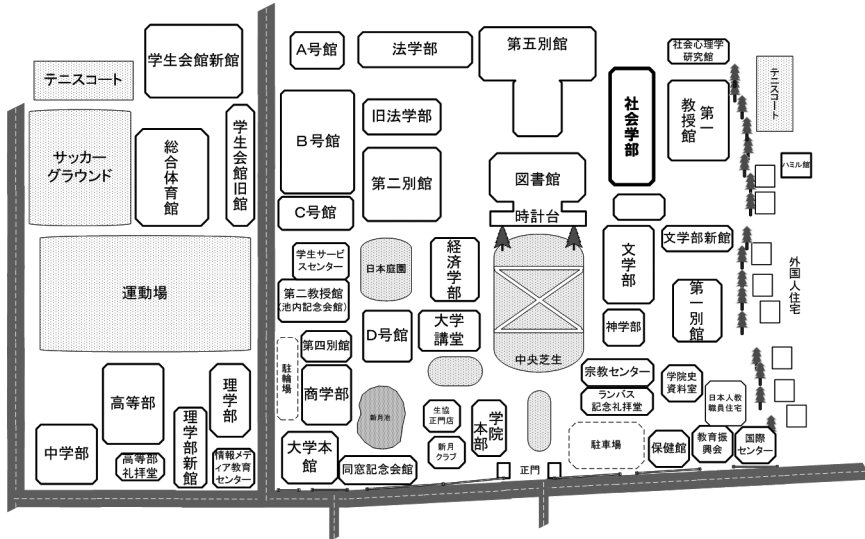 学生会館新館
テニスコート
サッカー
グラウンド
総合体育館
学生会館旧館
運動場
高等部
理学部
中学部
高等部
礼拝堂
理学部新館
情報メデ
ィア教育
センター
A号館
法学部
第五別館
社会心理学
研究館
B号館
旧法学部
第二別館
C号館
図書館
時計台
社会学部
第一
教授館
テニスコート
ハミル館
学生サービ
スセンター
日本庭園
経済学部
文学部
文学部新館
外国人住宅
第二教授館
(池内記念会館)
D号館
大学
講堂
神学部
第一別館
第四別館
中央芝生
駐輪場
商学部
新月池
生協
正門店
新月
クラブ
学院
本部
宗教センター
ランバス
記念礼拝堂
学院史
資料室
日本人教
職員住宅
大学本
館
同窓記念会館
正門
駐車場
保健館
教育振
興会
国際
センター